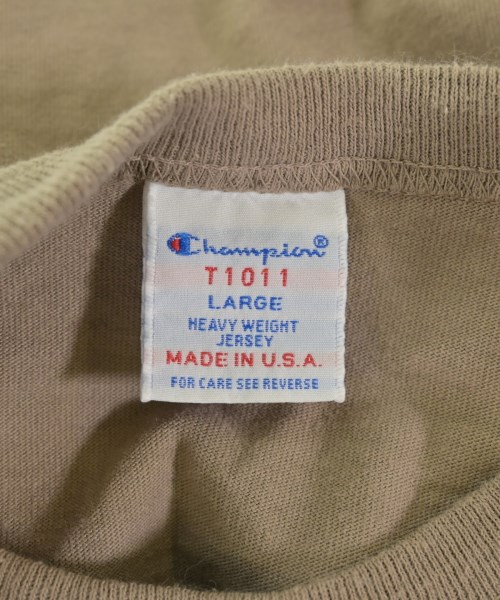 Champion®
T1011
LARGE
HEAVY WEIGHT
JERSEY
MADE IN U.S.A.
FOR CARE SEE REVERSE